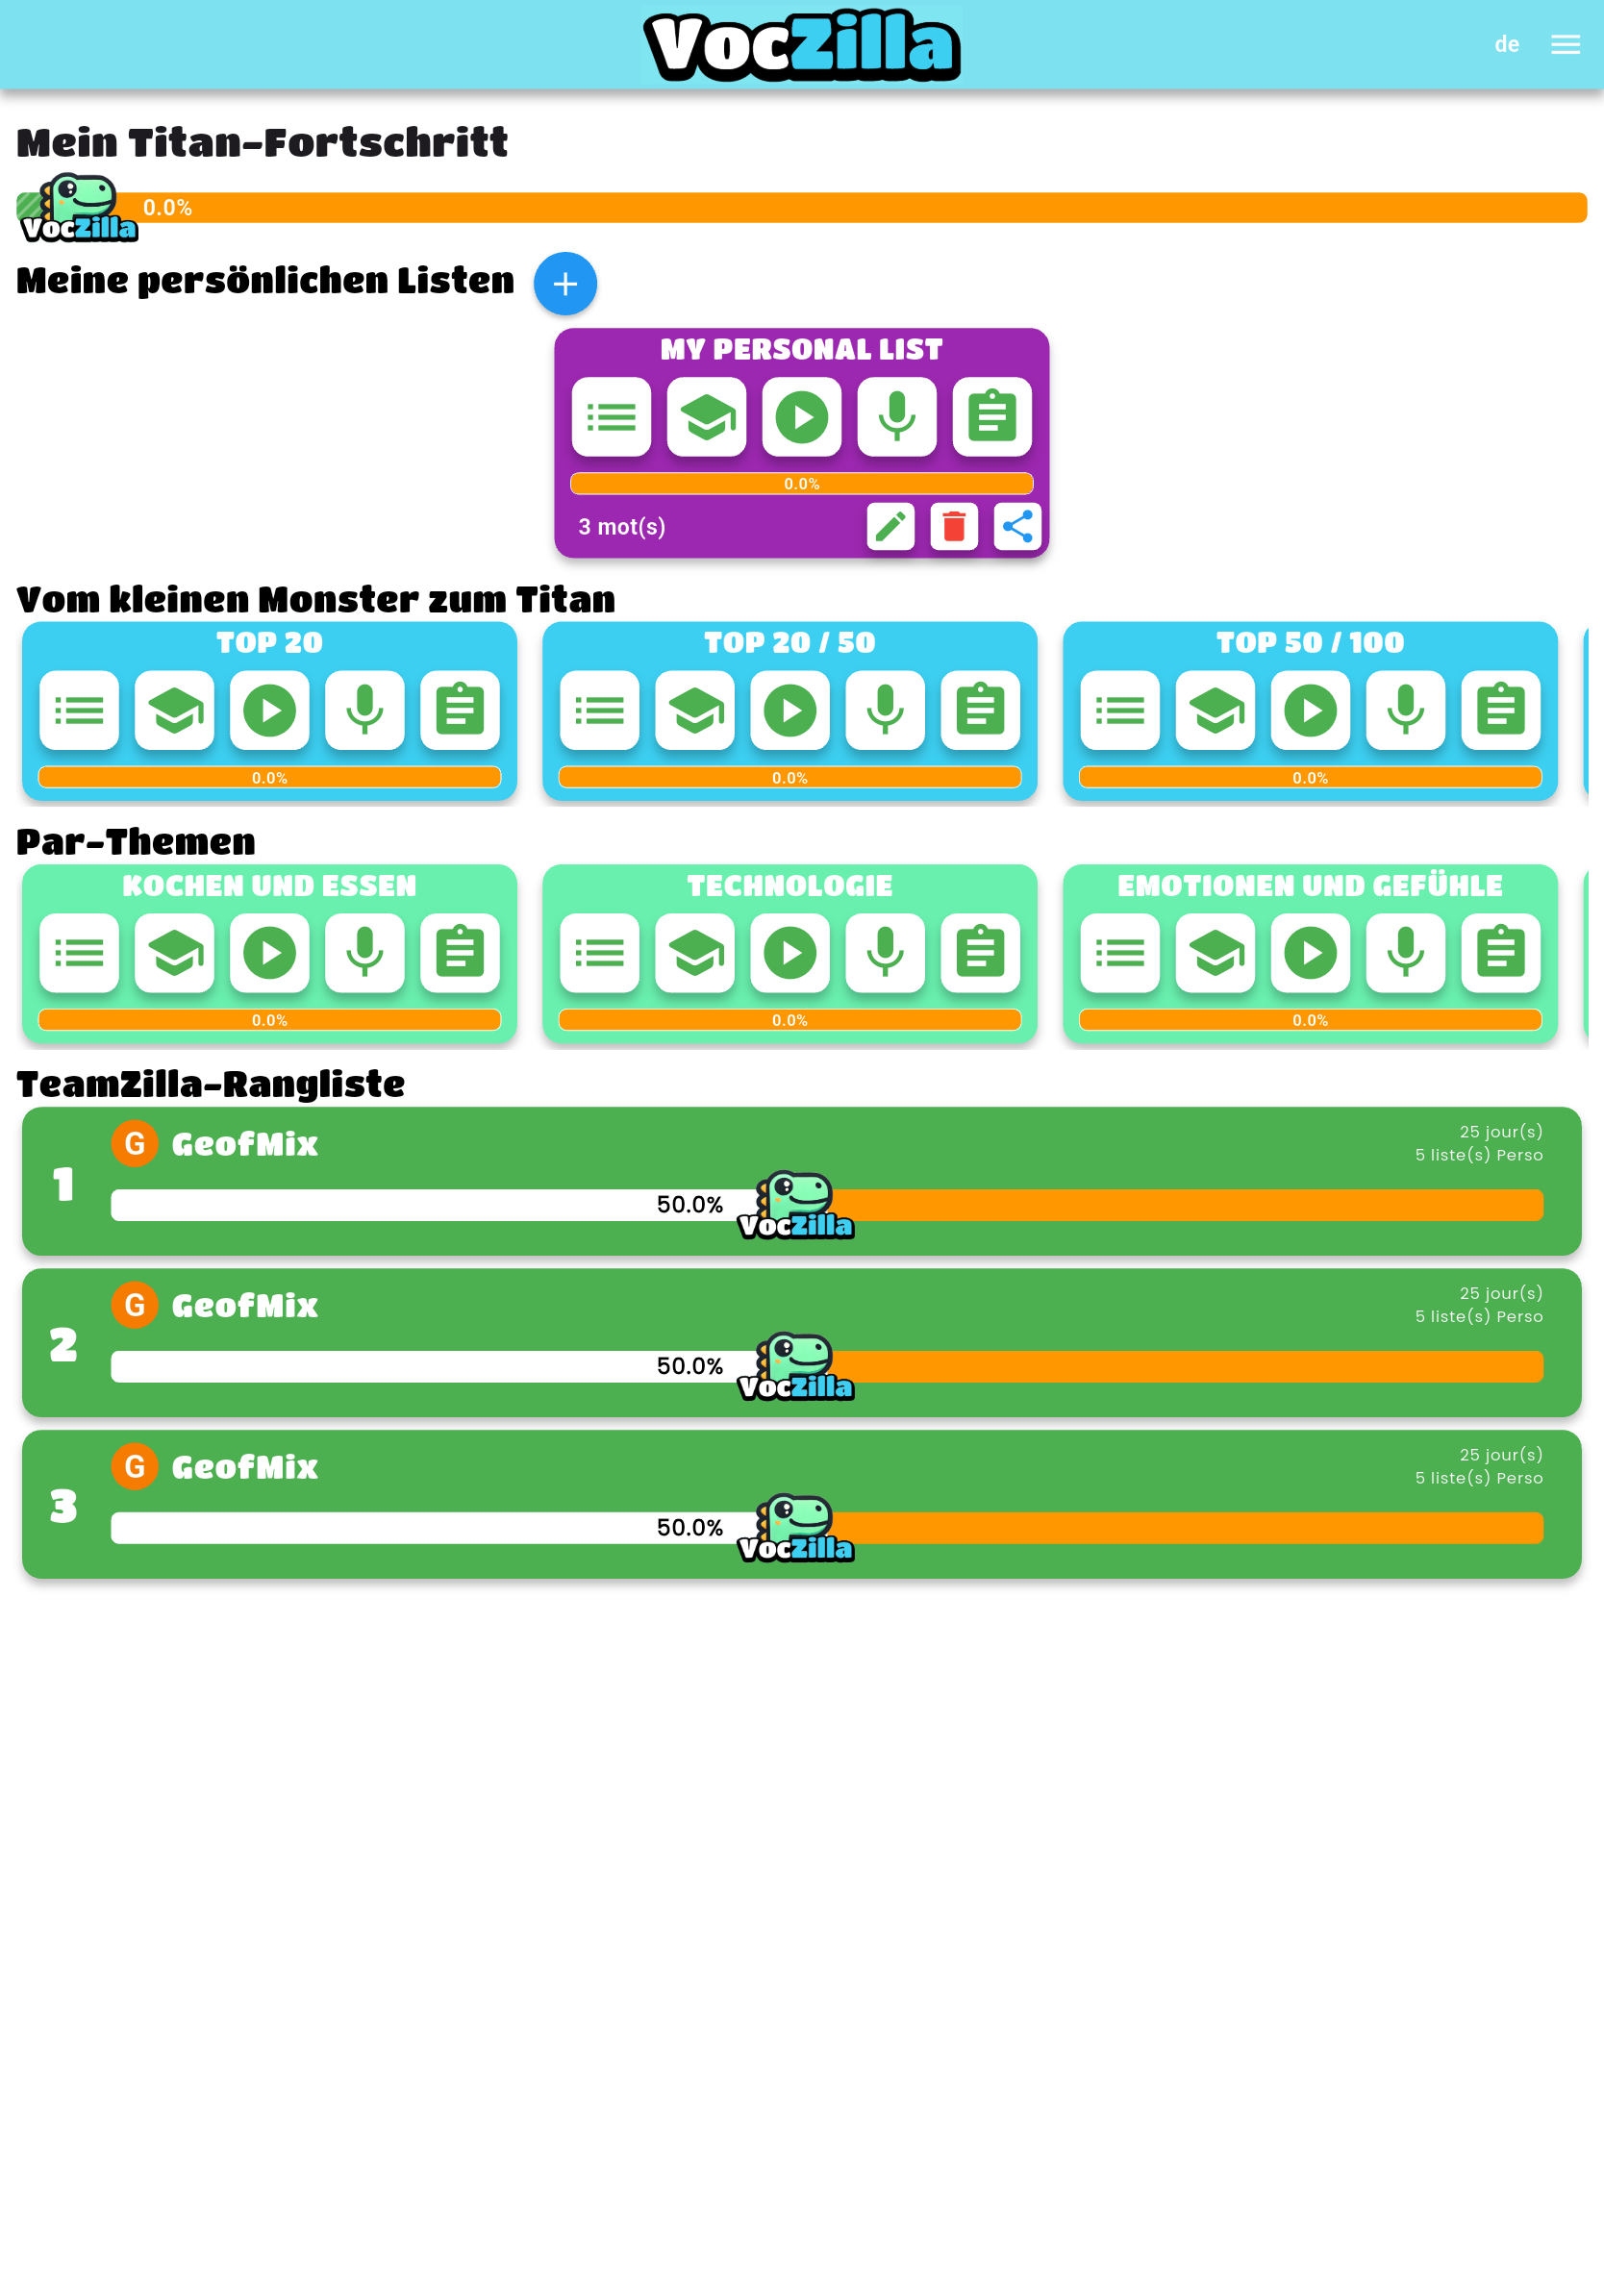 VocZilla
de
Mein Titan-Fortschritt
0.0%
VocZilla
Meine persönlichen Listen
MY PERSONAL LIST
0.0%
3 mot(s)
Vom kleinen Monster zum Titan
TOP 20
TOP 20 / 50
TOP 50 / 100
0.0%
0.0%
0.0%
Par-Themen
KOCHEN UND ESSEN
TECHNOLOGIE
EMOTIONEN UND GEFÜHLE
0.0%
0.0%
0.0%
TeamZilla-Rangliste
1
G GeofMix
25 jour(s)
5 liste(s) Perso
50.0%
VocZilla
2
G GeofMix
25 jour(s)
5 liste(s) Perso
50.0%
VocZilla
3
G GeofMix
25 jour(s)
5 liste(s) Perso
50.0%
VocZilla